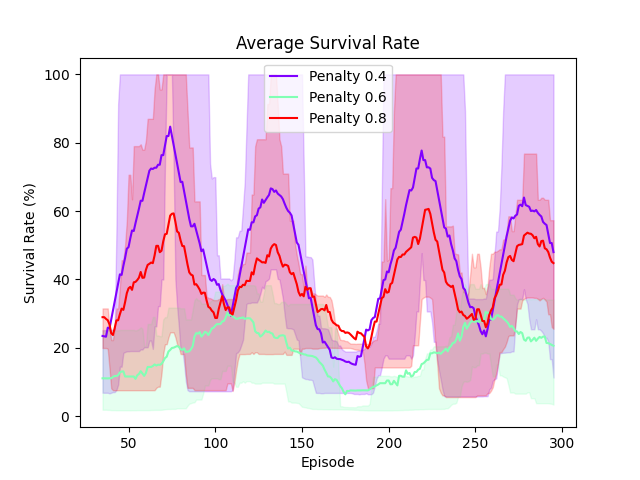 Average Survival Rate
Penalty 0.4
Penalty 0.6
Penalty 0.8
Survival Rate (%)
100
80
60
40
20
0
50
100
150
200
250
300
Episode